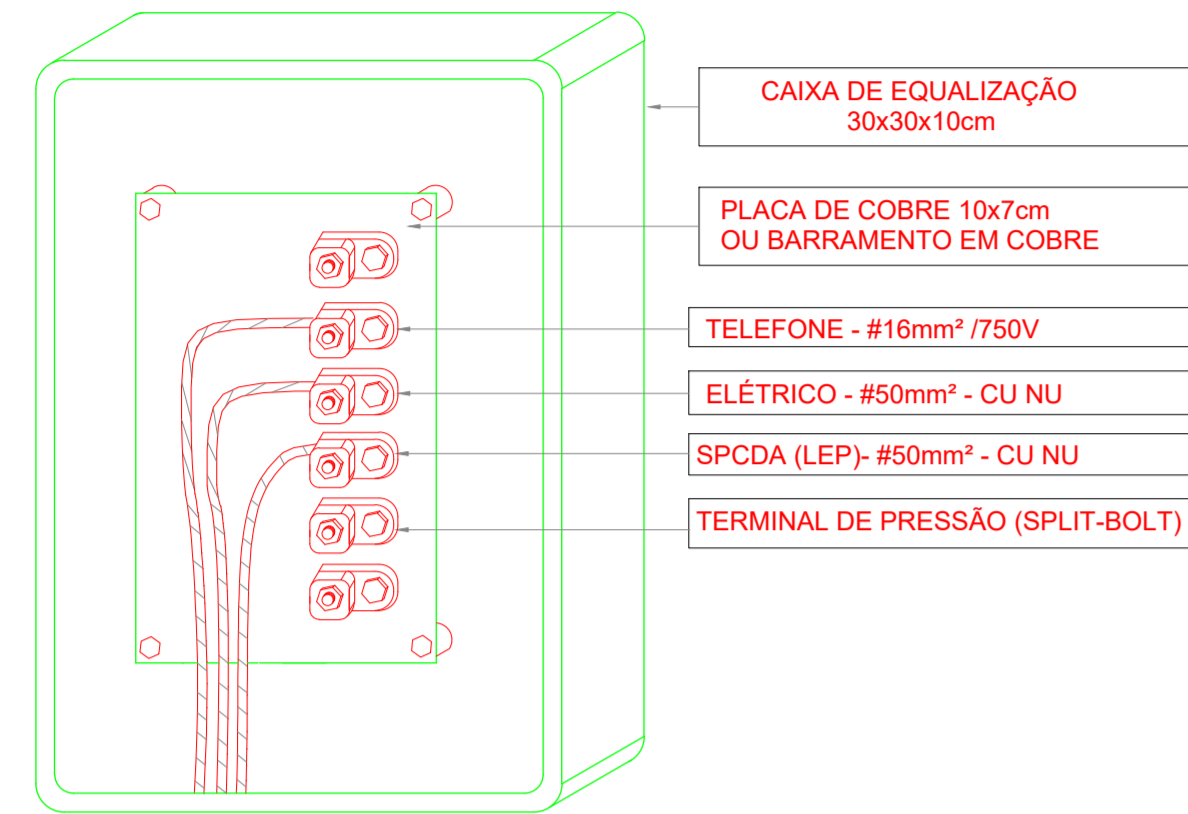 CAIXA DE EQUALIZAÇÃO
30x30x10cm
PLACA DE COBRE 10x7cm
OU BARRAMENTO EM COBRE
TELEFONE - #16mm² /750V
ELÉTRICO - #50mm² - CU NU
SPCDA (LEP)- #50mm² - CU NU
TERMINAL DE PRESSÃO (SPLIT-BOLT)